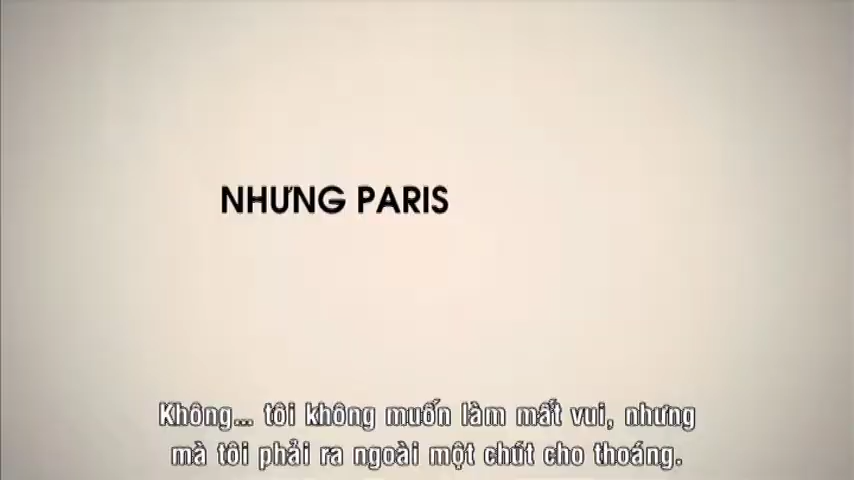 NHƯNG PARIS
Không... tôi không muốn làm mất vui, nhưng
mà tôi phải ra ngoài một chút cho thoáng.